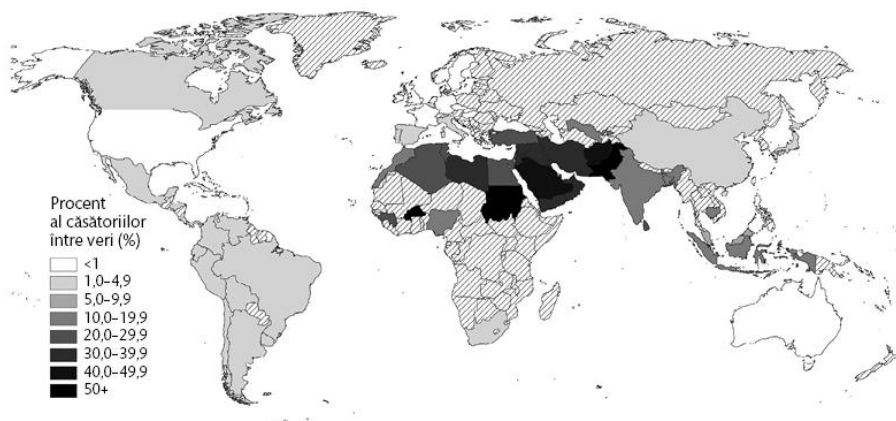 Procent
al căsătoriilor
între veri (%)
<1
1,0–4,9
5,0–9,9
10,0–19,9
20,0–29,9
30,0–39,9
40,0–49,9
50+